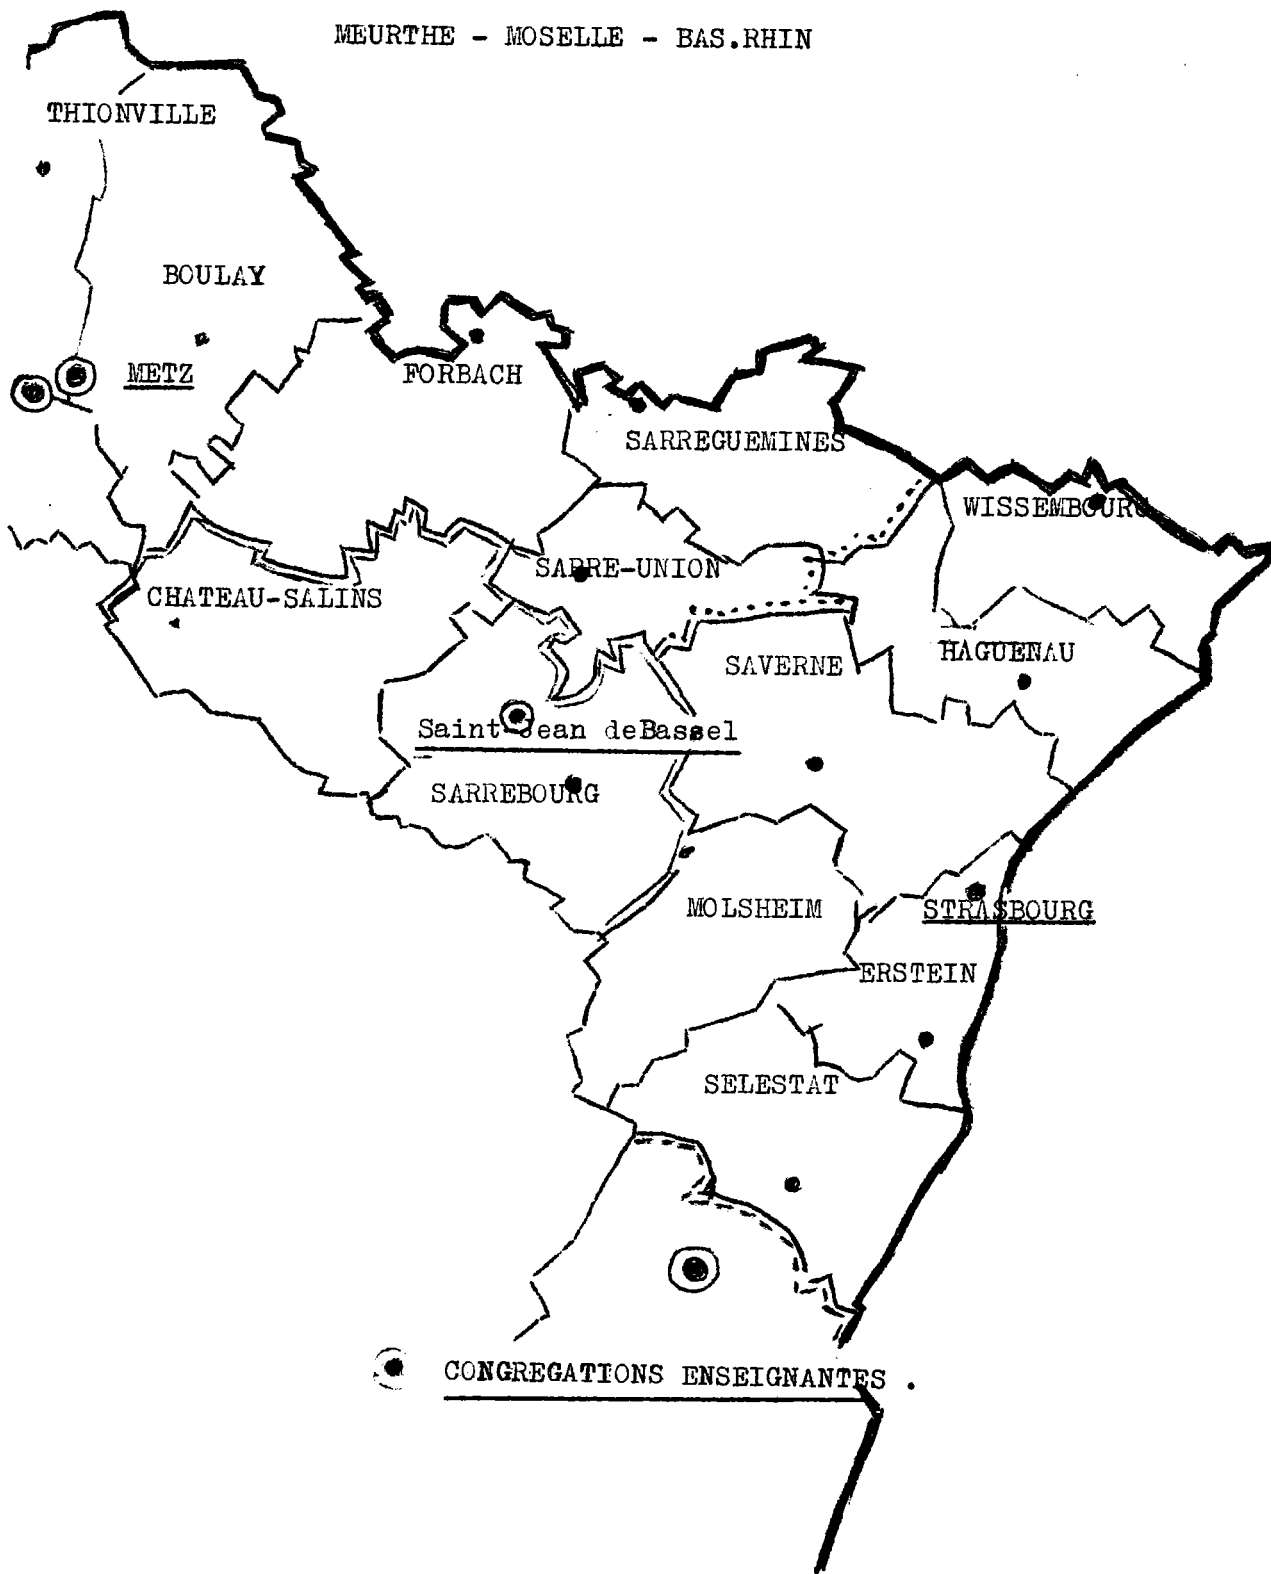 MEURTHE - MOSELLE - BAS.RHIN
THIONVILLE
BOULAY
METZ
FORBACH
SARREGUEMINES
WISSEMBOURG
SARRE-UNION
CHATEAU-SALINS
HAGUENAU
SAVERNE
Saint Jean deBassel
SARREBOURG
MOLSHEIM
STRASBOURG
ERSTEIN
SELESTAT
CONGREGATIONS ENSEIGNANTES .